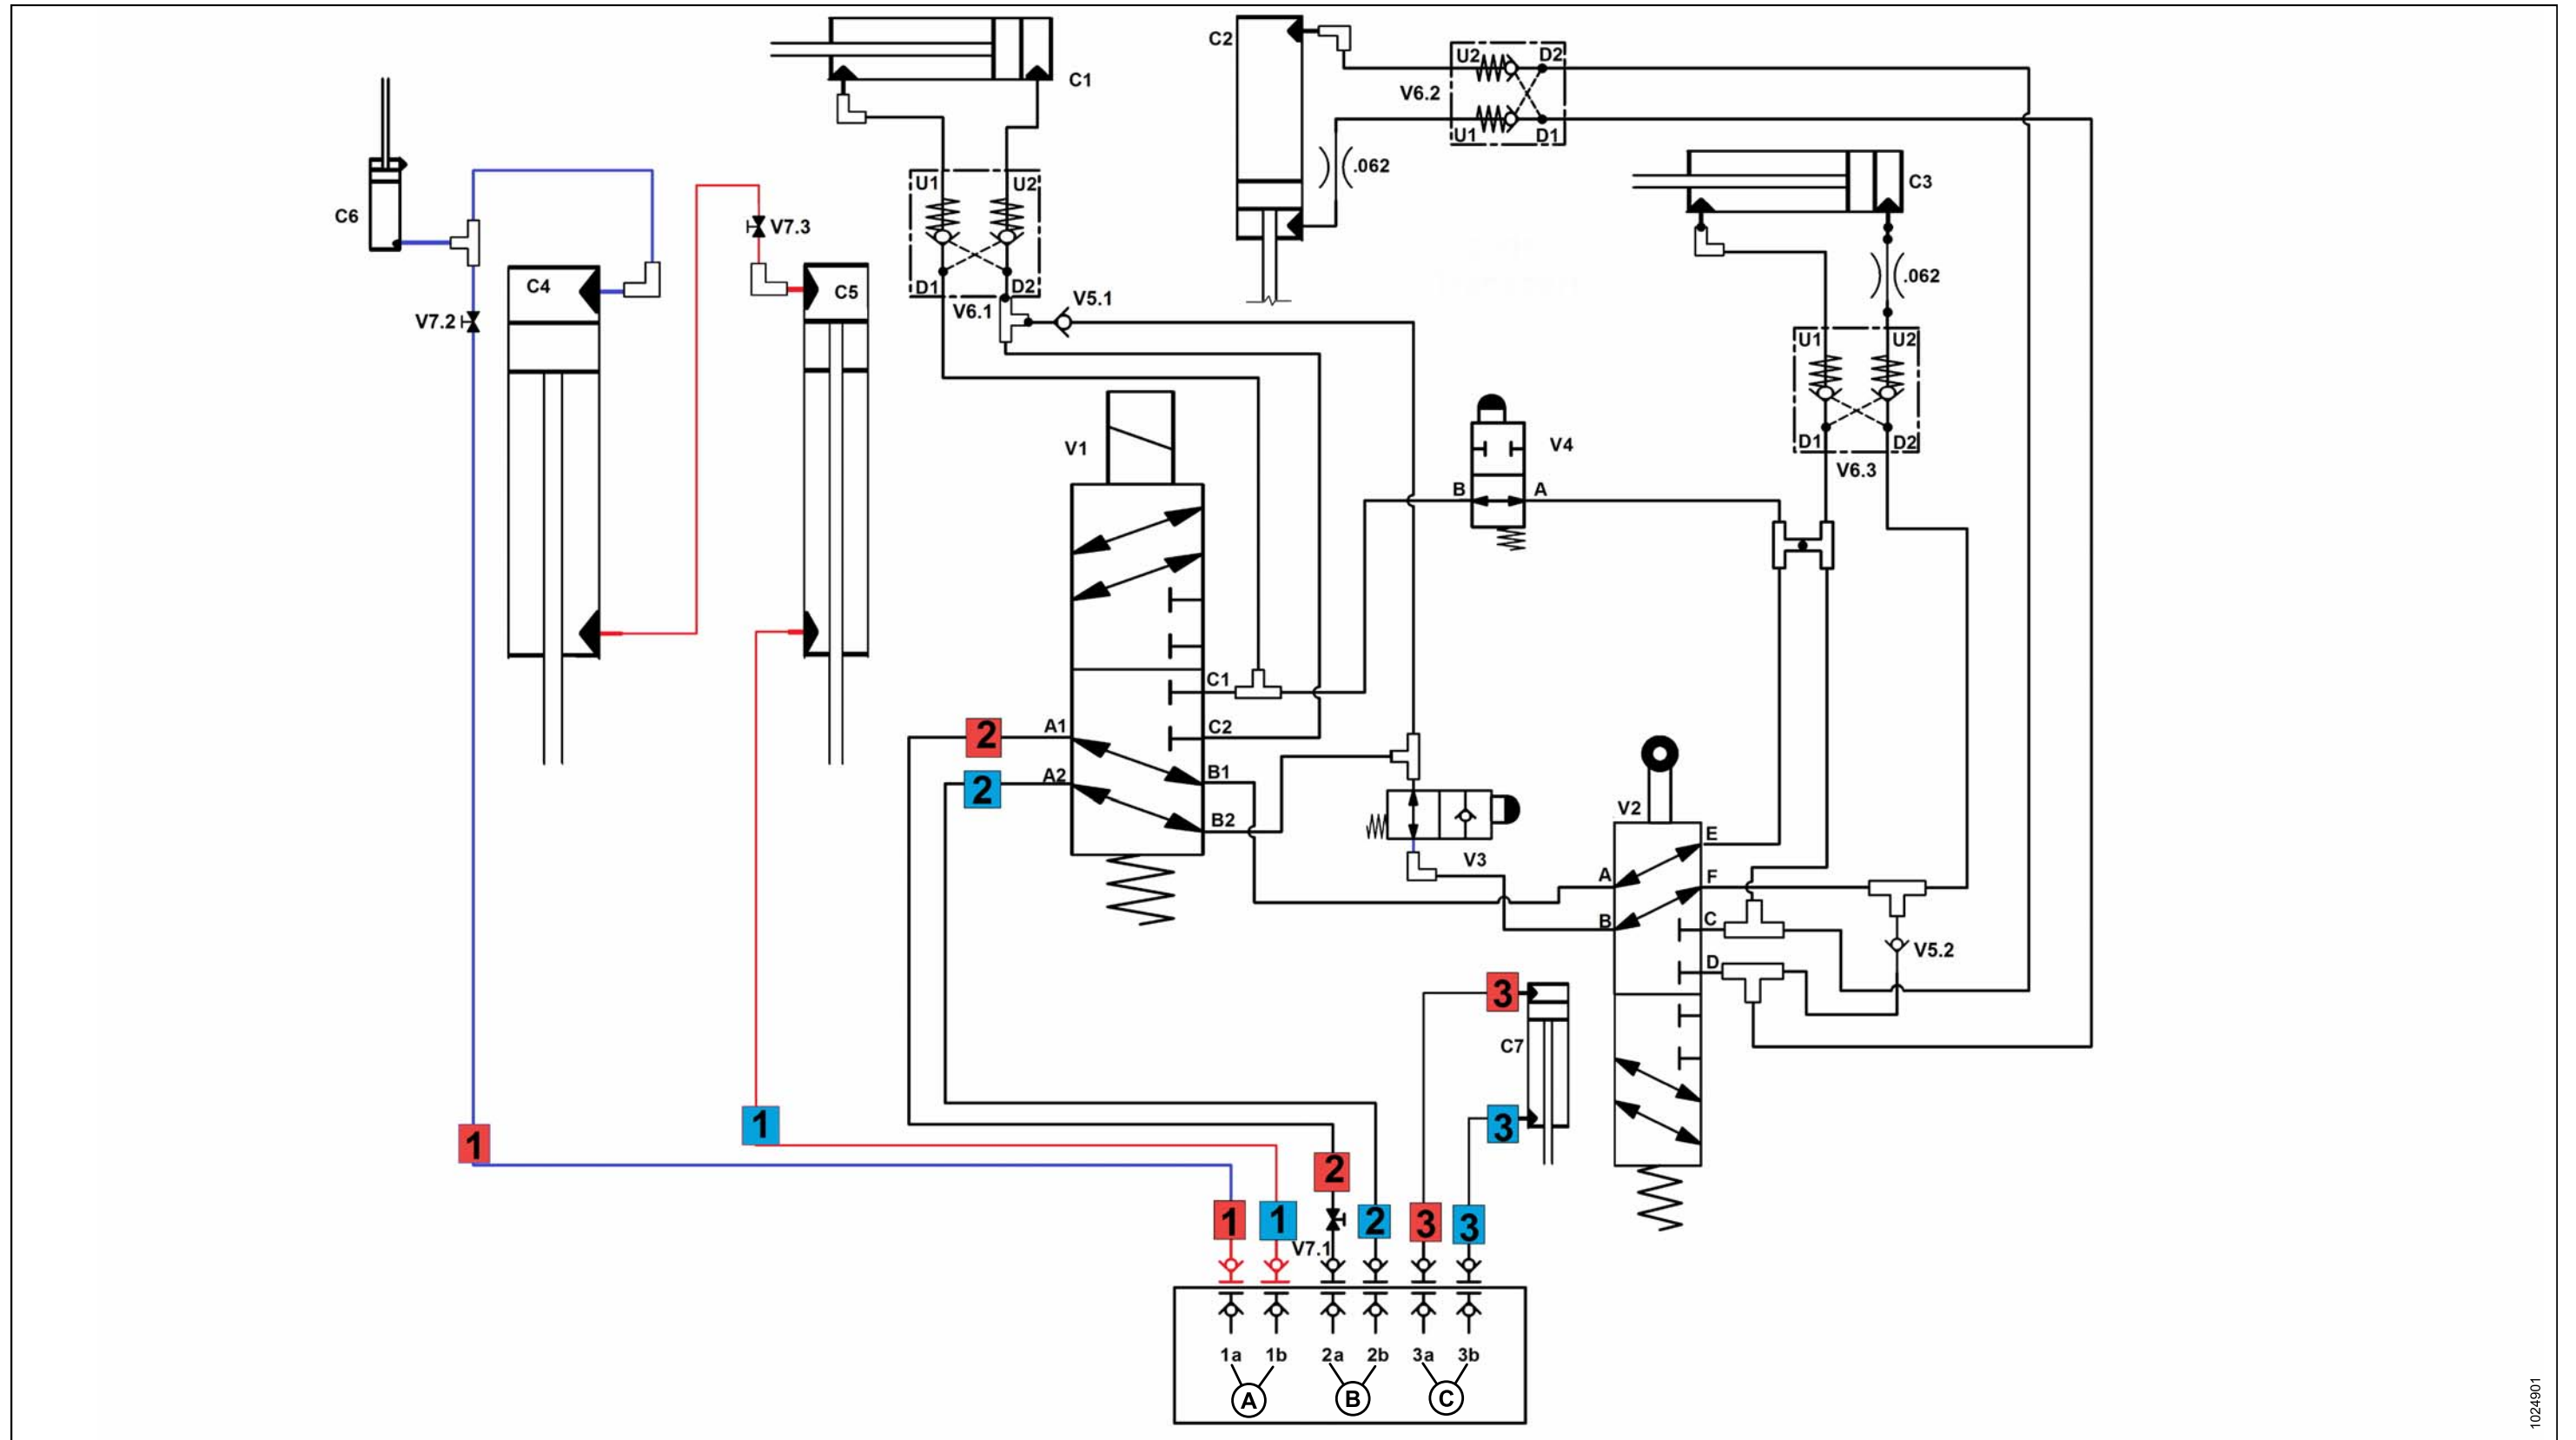 C1
C2
U2 D2
V6.2
U1 D1
.062
C3
C6
U1 U2
V7.3
C4
C5
.062
D1 D2
V6.1
V5.1
V7.2
U1 U2
V1
V4
D1 D2
V6.3
B A
C1
A1
2
C2
A2
2
B1
B2
V2
E
V3
A
F
B
C
V5.2
D
3
C7
1
3
1
2
1 1 2 3 3
V7.1
1a 1b 2a 2b 3a 3b
A B C
1024901